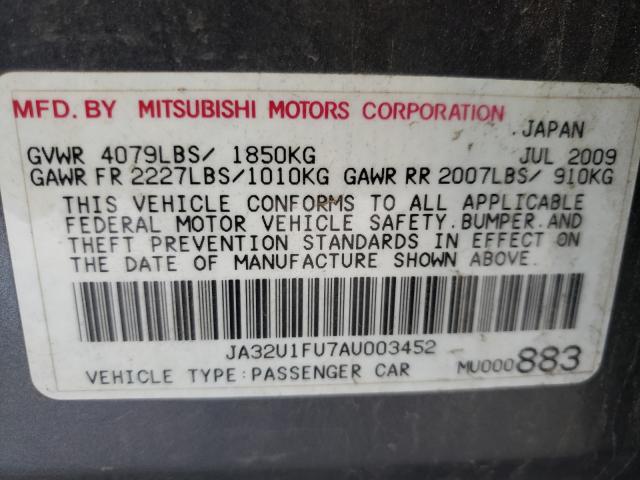 MFD. BY MITSUBISHI MOTORS CORPORATION
JAPAN
GVWR 4079LBS/ 1850KG JUL 2009
GAWR FR 2227LBS/1010KG GAWR RR 2007LBS/ 910KG
THIS VEHICLE CONFORMS TO ALL APPLICABLE
FEDERAL MOTOR VEHICLE SAFETY, BUMPER, AND
THEFT PREVENTION STANDARDS IN EFFECT ON
THE DATE OF MANUFACTURE SHOWN ABOVE.
JA32U1FU7AU003452
VEHICLE TYPE:PASSENGER CAR MU000883